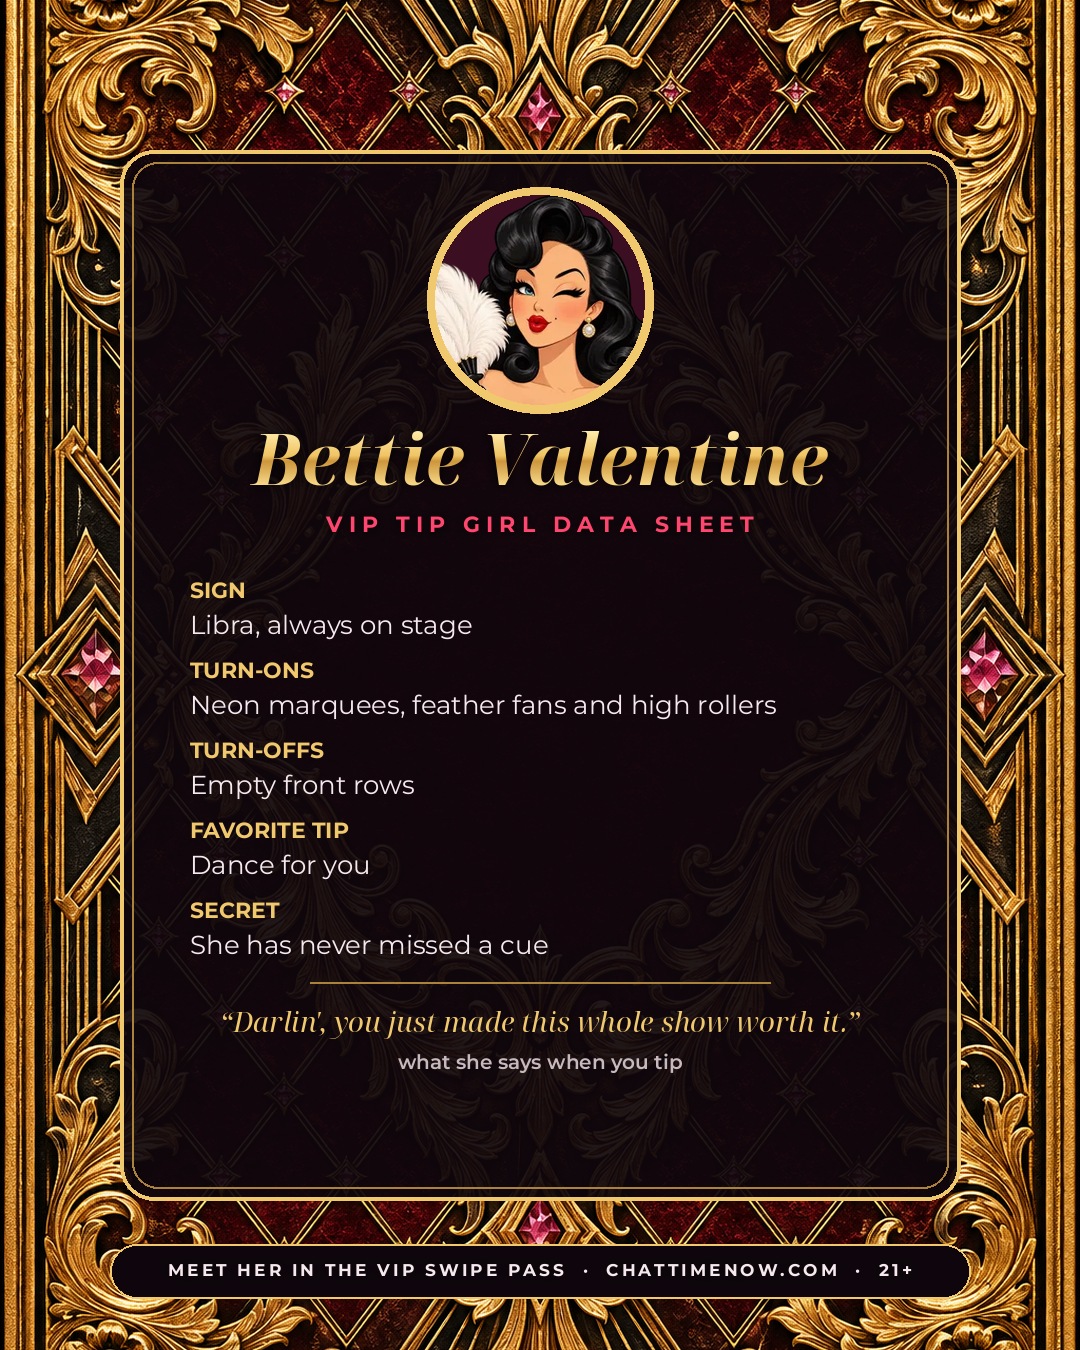 Bettie Valentine
VIP TIP GIRL DATA SHEET
SIGN
Libra, always on stage
TURN-ONS
Neon marquees, feather fans and high rollers
TURN-OFFS
Empty front rows
FAVORITE TIP
Dance for you
SECRET
She has never missed a cue
“Darlin', you just made this whole show worth it.”
what she says when you tip
MEET HER IN THE VIP SWIPE PASS · CHATTIMENOW.COM · 21+